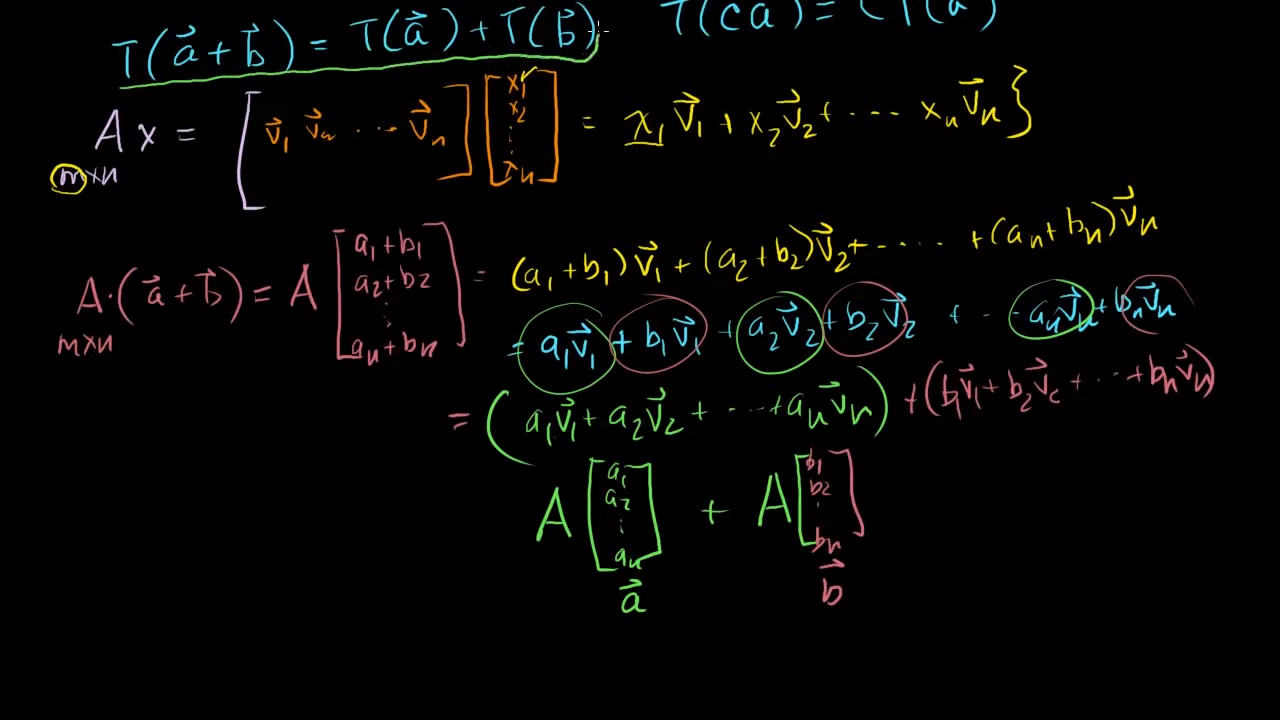 T(a⃗ + b⃗) = T(a⃗) + T(b⃗) T(ca⃗) = cT(a⃗)
A x = [v⃗₁ v⃗ₙ ... v⃗ₙ] [x₁ x₂ ⋮ xₙ] = x₁v⃗₁ + x₂v⃗₂ + ... xₙv⃗ₙ}
m×n
A·(a⃗ + b⃗) = A [a₁+b₁ a₂+b₂ ⋮ aₙ+bₙ] = (a₁+b₁)v⃗₁ + (a₂+b₂)v⃗₂ + .... + (aₙ+bₙ)v⃗ₙ
m×n
= a₁v⃗₁ + b₁v⃗₁ + a₂v⃗₂ + b₂v⃗₂ + ... aₙv⃗ₙ + bₙv⃗ₙ
= (a₁v⃗₁ + a₂v⃗₂ + ... + aₙv⃗ₙ) + (b₁v⃗₁ + b₂v⃗₂ + ... + bₙv⃗ₙ)
A [a₁ a₂ ⋮ aₙ] + A [b₁ b₂ ⋮ bₙ]
a⃗ b⃗